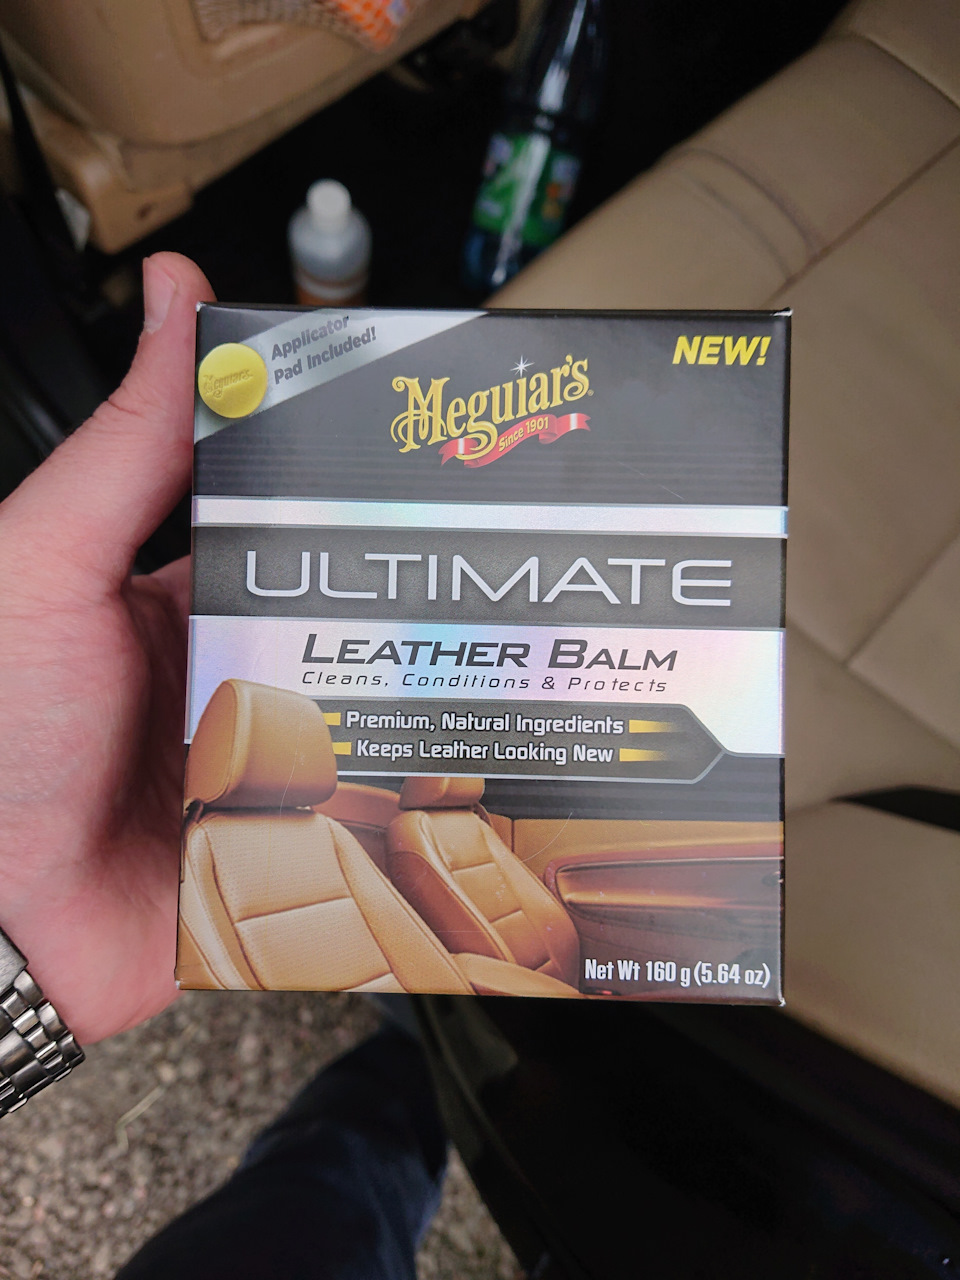 Applicator
Pad Included!
NEW!
Meguiar's
Since 1901
ULTIMATE
LEATHER BALM
Cleans, Conditions & Protects
Premium, Natural Ingredients
Keeps Leather Looking New
Net Wt 160 g (5.64 oz)